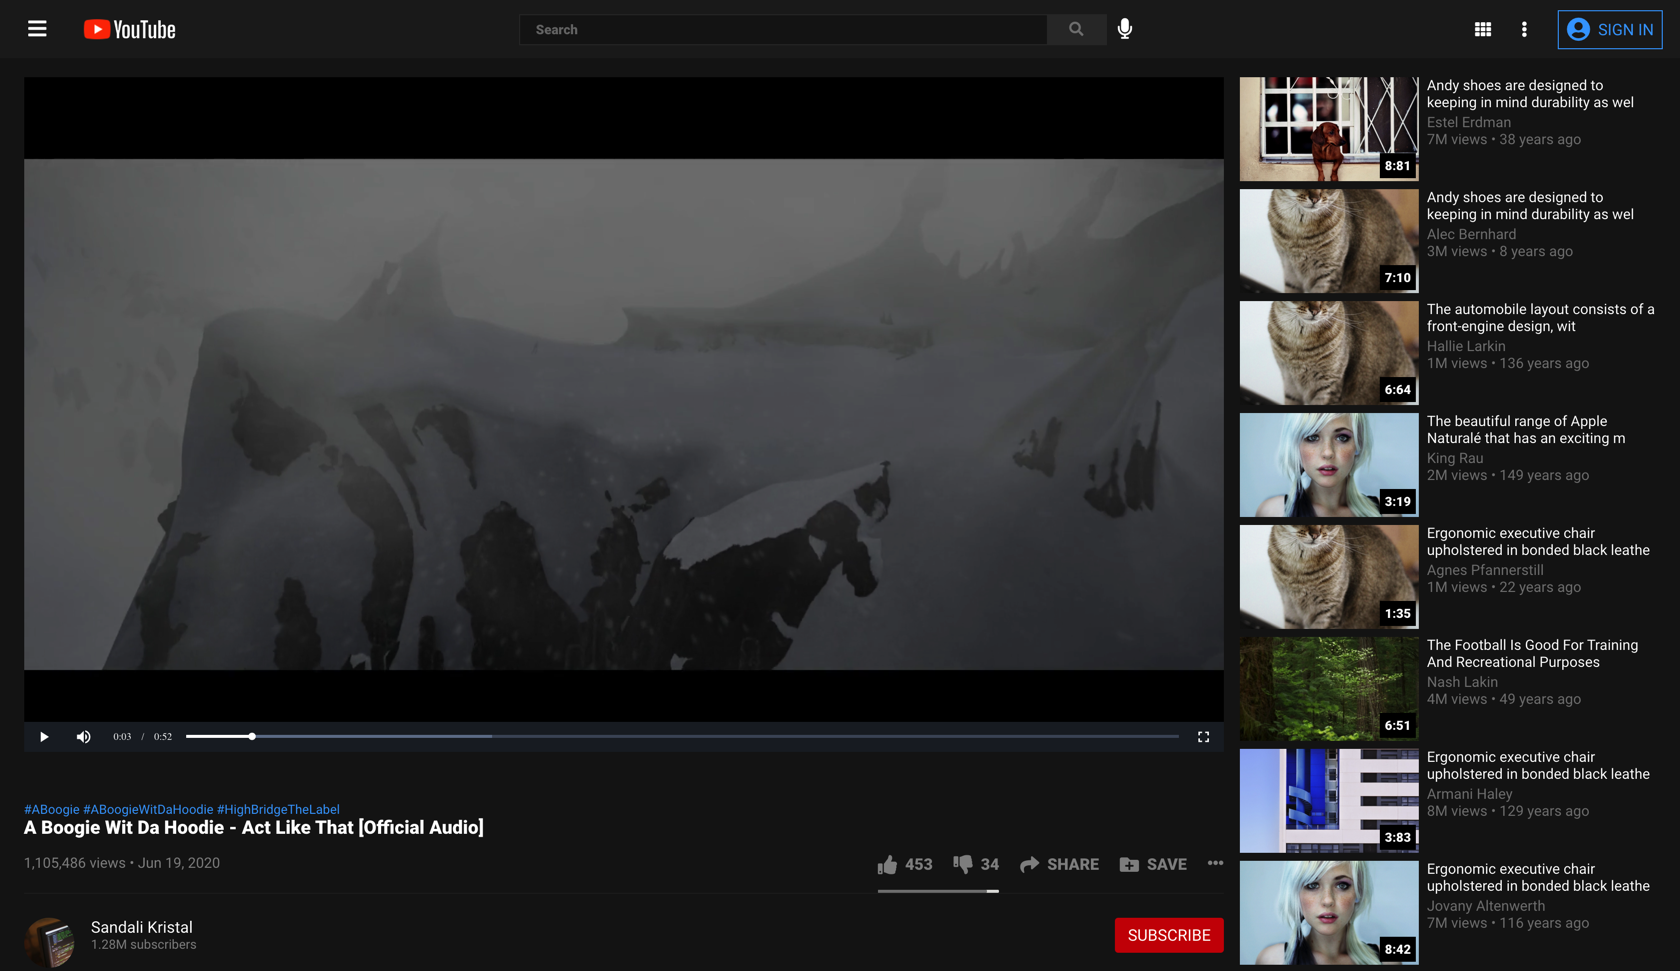 YouTube
Search
SIGN IN
0:03 / 0:52
#ABoogie #ABoogieWitDaHoodie #HighBridgeTheLabel
A Boogie Wit Da Hoodie - Act Like That [Official Audio]
1,105,486 views • Jun 19, 2020
453 34 SHARE SAVE
Sandali Kristal
1.28M subscribers
SUBSCRIBE
Andy shoes are designed to
keeping in mind durability as wel
Estel Erdman
7M views • 38 years ago
8:81
Andy shoes are designed to
keeping in mind durability as wel
Alec Bernhard
3M views • 8 years ago
7:10
The automobile layout consists of a
front-engine design, wit
Hallie Larkin
1M views • 136 years ago
6:64
The beautiful range of Apple
Naturalé that has an exciting m
King Rau
2M views • 149 years ago
3:19
Ergonomic executive chair
upholstered in bonded black leathe
Agnes Pfannerstill
1M views • 22 years ago
1:35
The Football Is Good For Training
And Recreational Purposes
Nash Lakin
4M views • 49 years ago
6:51
Ergonomic executive chair
upholstered in bonded black leathe
Armani Haley
8M views • 129 years ago
3:83
Ergonomic executive chair
upholstered in bonded black leathe
Jovany Altenwerth
7M views • 116 years ago
8:42